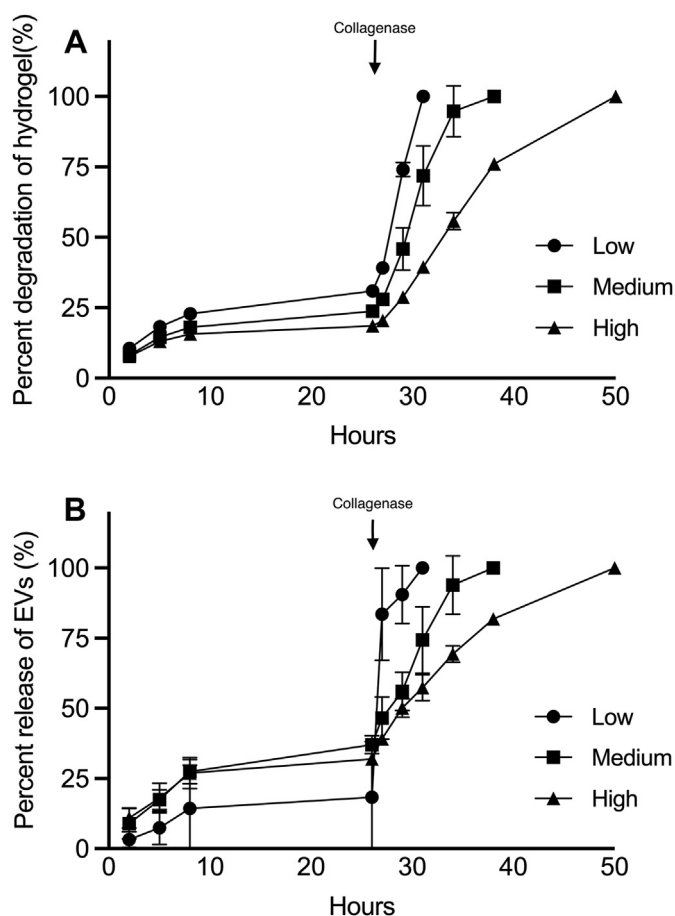 A
Collagenase
Percent degradation of hydrogel(%)
100
75
50
25
0
Low
Medium
High
0 10 20 30 40 50
Hours
B
Collagenase
Percent release of EVs (%)
100
75
50
25
0
Low
Medium
High
0 10 20 30 40 50
Hours